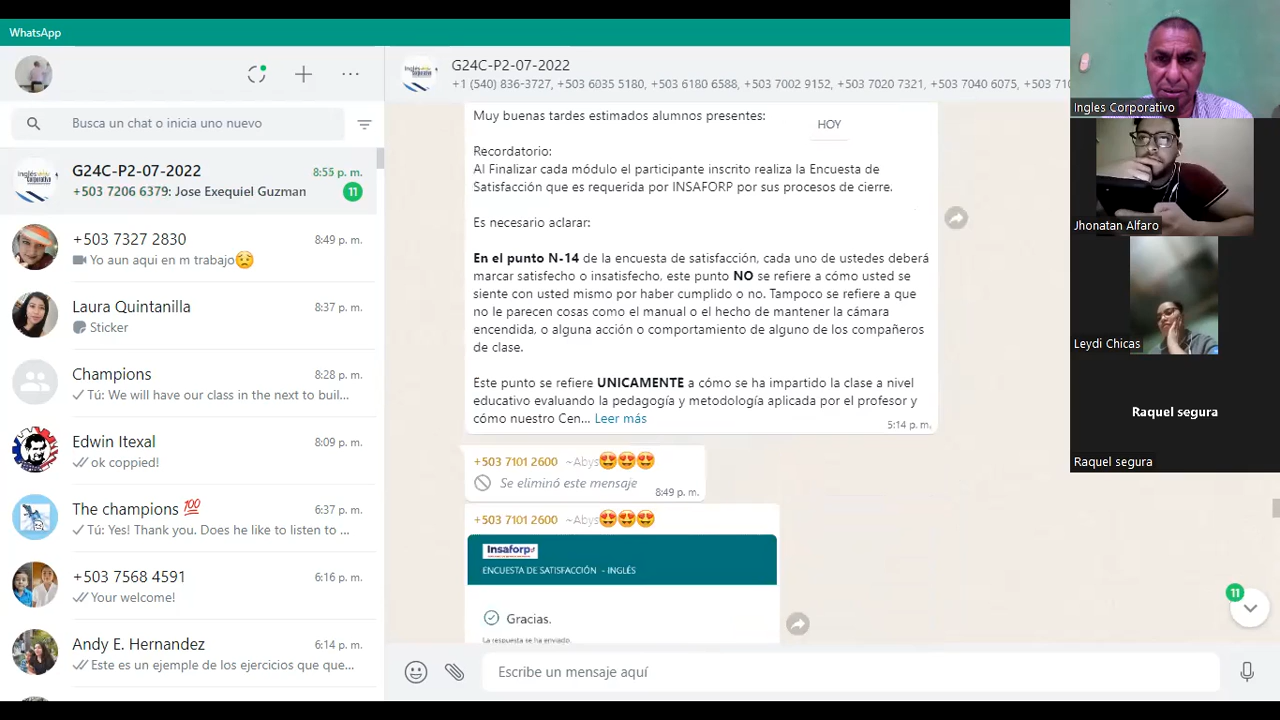 WhatsApp
Busca un chat o inicia uno nuevo
G24C-P2-07-2022
8:55 p. m.
+503 7206 6379: Jose Exequiel Guzman
11
+503 7327 2830
8:49 p. m.
Yo aun aqui en m trabajo
Laura Quintanilla
8:37 p. m.
Sticker
Champions
8:28 p. m.
Tú: We will have our class in the next to buil...
Edwin Itexal
8:09 p. m.
ok coppied!
The champions 💯
6:37 p. m.
Tú: Yes! Thank you. Does he like to listen to ...
+503 7568 4591
6:16 p. m.
Your welcome!
Andy E. Hernandez
6:14 p. m.
Este es un ejemplo de los ejercicios que que...
G24C-P2-07-2022
+1 (540) 836-3727, +503 6035 5180, +503 6180 6588, +503 7002 9152, +503 7020 7321, +503 7040 6075, +503 710
HOY
Muy buenas tardes estimados alumnos presentes:
Recordatorio:
Al Finalizar cada módulo el participante inscrito realiza la Encuesta de
Satisfacción que es requerida por INSAFORP por sus procesos de cierre.
Es necesario aclarar:
En el punto N-14 de la encuesta de satisfacción, cada uno de ustedes deberá
marcar satisfecho o insatisfecho, este punto NO se refiere a cómo usted se
siente con usted mismo por haber cumplido o no. Tampoco se refiere a que
no le parecen cosas como el manual o el hecho de mantener la cámara
encendida, o alguna acción o comportamiento de alguno de los compañeros
de clase.
Este punto se refiere UNICAMENTE a cómo se ha impartido la clase a nivel
educativo evaluando la pedagogía y metodología aplicada por el profesor y
cómo nuestro Cen... Leer más
5:14 p. m.
+503 7101 2600 ~Abys
Se eliminó este mensaje
8:49 p. m.
+503 7101 2600 ~Abys
Insaforp
ENCUESTA DE SATISFACCIÓN - INGLÉS
Gracias.
La respuesta se ha enviado.
11
Escribe un mensaje aquí
Ingles Corporativo
Jhonatan Alfaro
Leydi Chicas
Raquel segura
Raquel segura